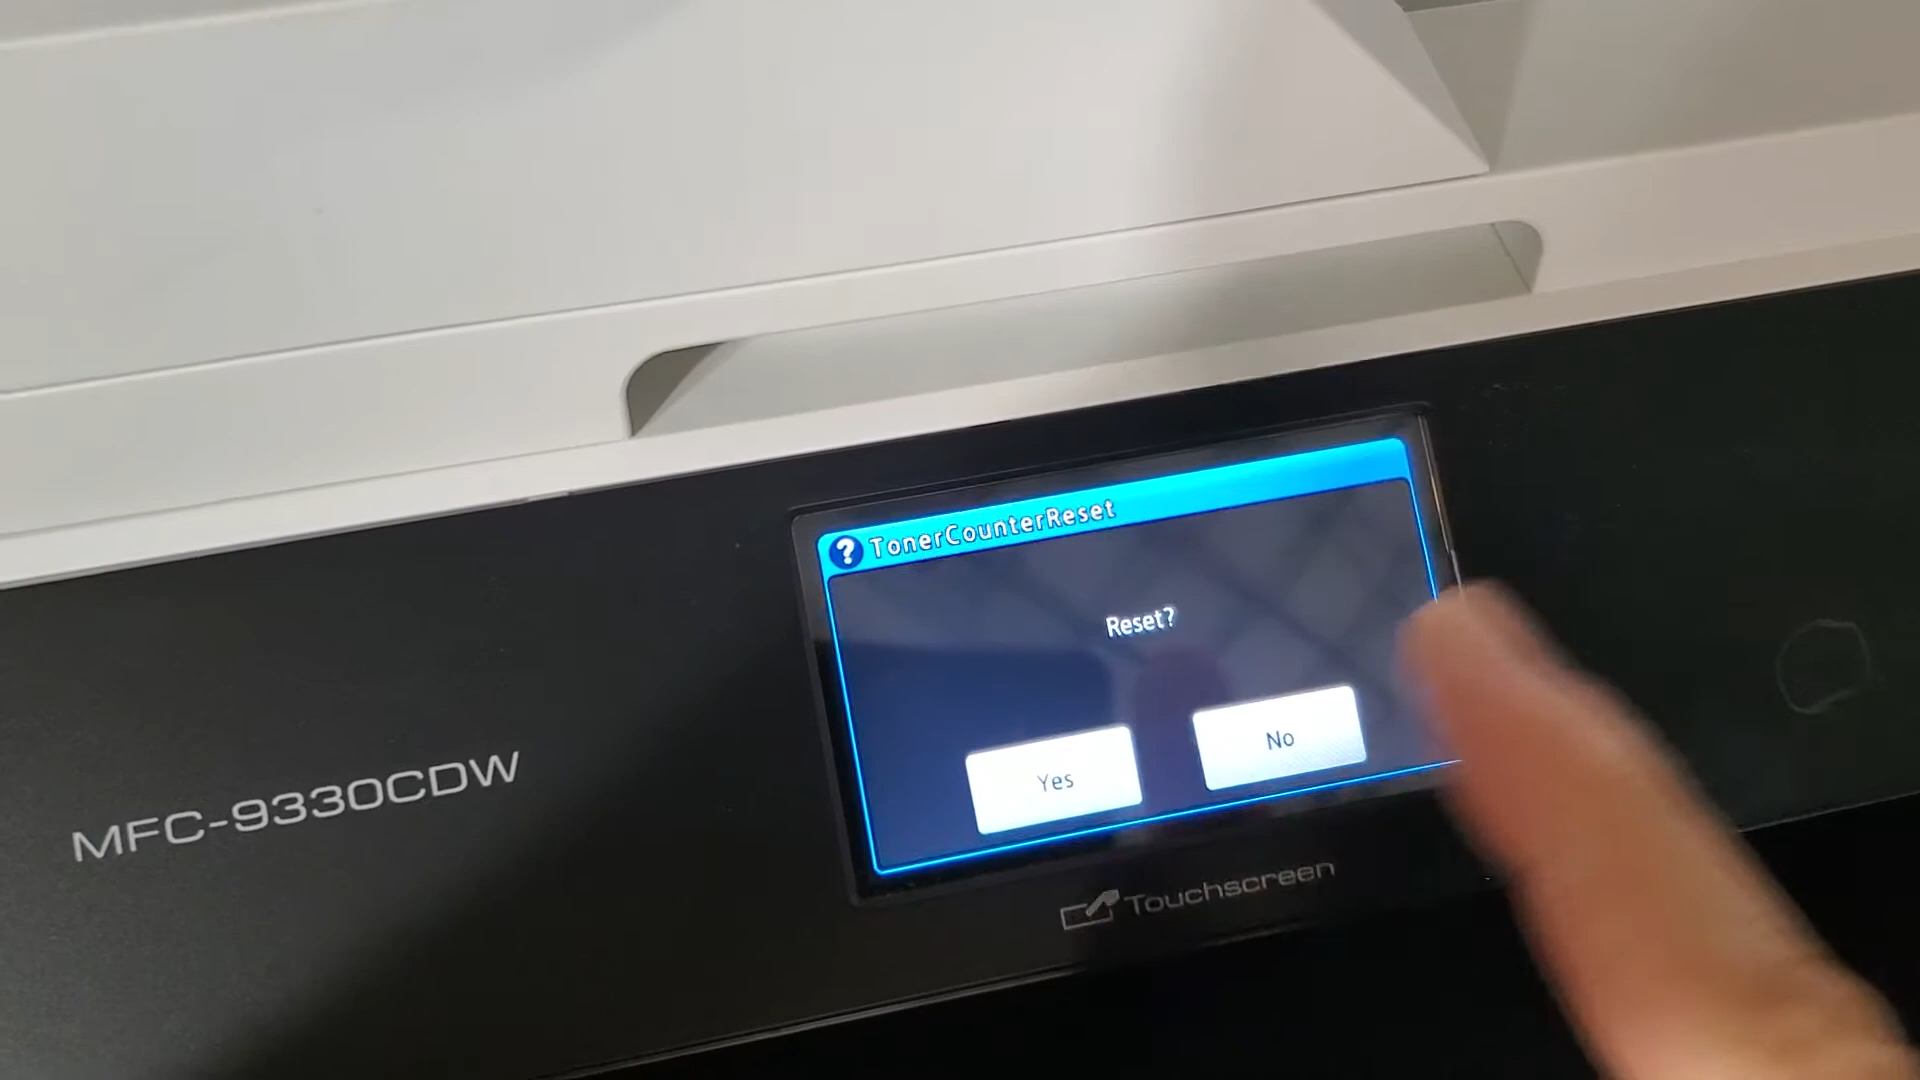 TonerCounterReset
Reset?
Yes
No
MFC-9330CDW
Touchscreen